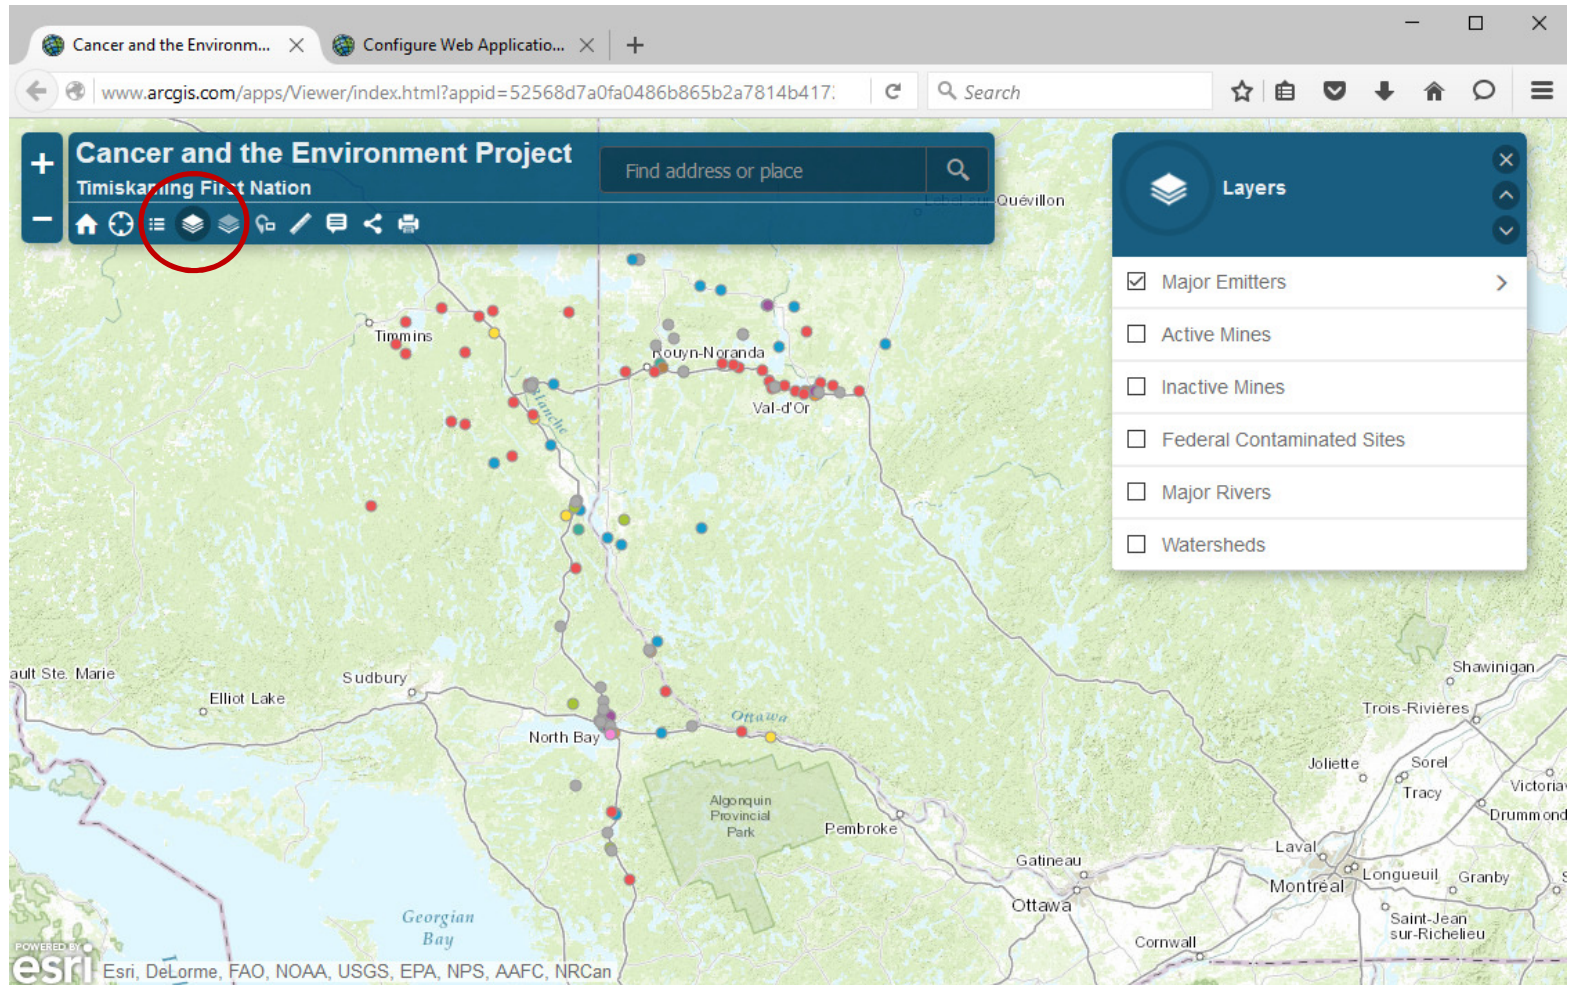 Cancer and the Environm...
Configure Web Applicatio...
www.arcgis.com/apps/Viewer/index.html?appid=52568d7a0fa0486b865b2a7814b417
Search
Cancer and the Environment Project
Timiskaming First Nation
Find address or place
Layers
Major Emitters
Active Mines
Inactive Mines
Federal Contaminated Sites
Major Rivers
Watersheds
Quévillon
Timmins
Rouyn-Noranda
Blanche
Val-d'Or
ault Ste. Marie
Elliot Lake
Sudbury
North Bay
Ottawa
Algonquin
Provincial
Park
Pembroke
Gatineau
Ottawa
Cornwall
Shawinigan
Trois-Rivières
Joliette
Sorel
Tracy
Victoria
Drummond
Laval
Montréal
Longueuil
Granby
Saint-Jean
sur-Richelieu
Georgian
Bay
POWERED BY
esri
Esri, DeLorme, FAO, NOAA, USGS, EPA, NPS, AAFC, NRCan